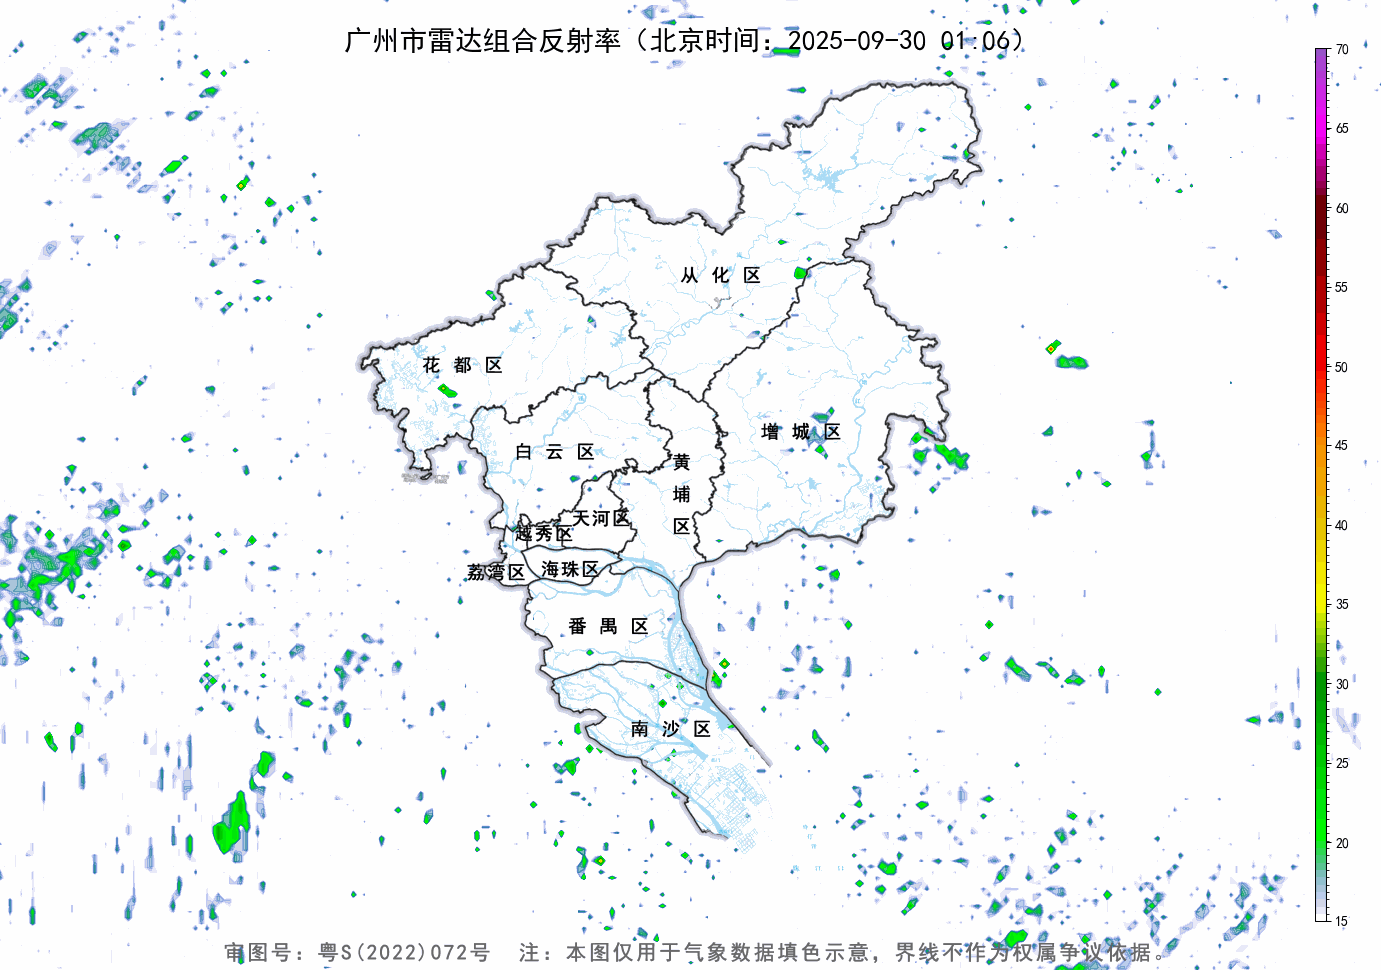 广州市雷达组合反射率（北京时间：2025-09-30 01:06）
70
65
60
55
50
45
40
35
30
25
20
15
从化区
花都区
增城区
白云区
黄埔区
天河区
越秀区
荔湾区
海珠区
番禺区
南沙区
审图号：粤S(2022)072号 注：本图仅用于气象数据填色示意，界线不作为权属争议依据。